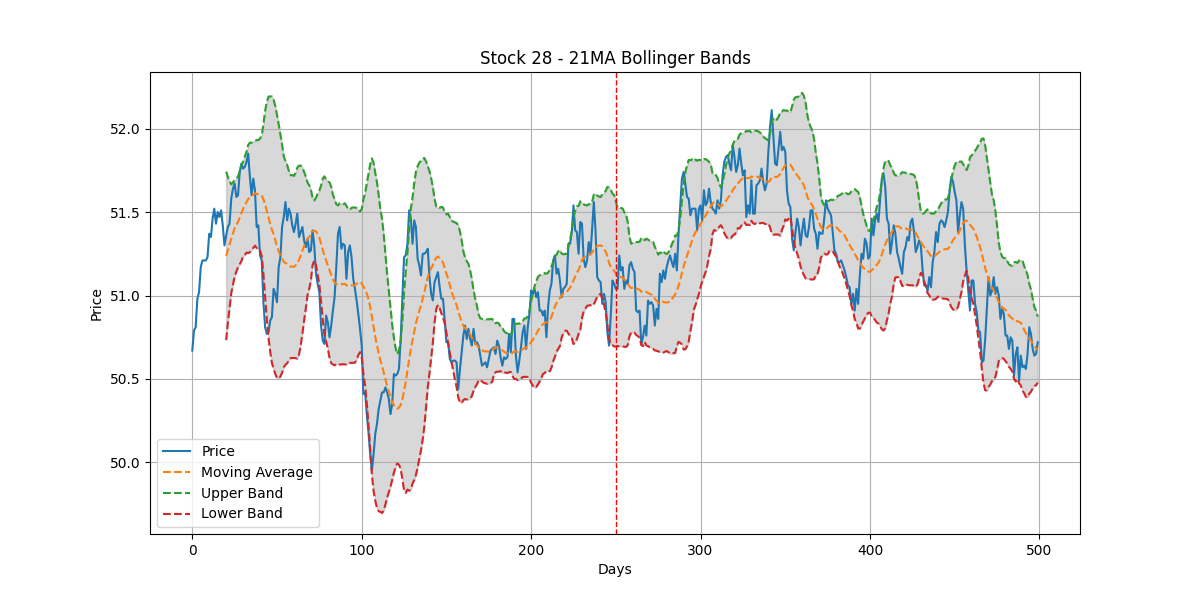 Stock 28 - 21MA Bollinger Bands
52.0
51.5
51.0
50.5
50.0
Price
Price
Moving Average
Upper Band
Lower Band
0 100 200 300 400 500
Days